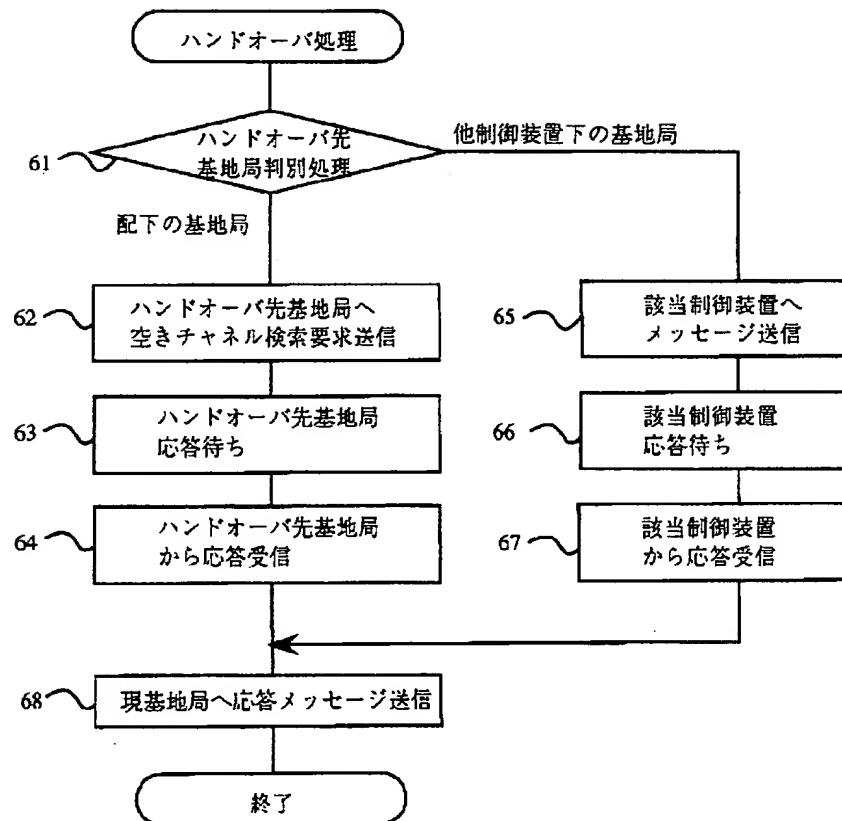 ハンドオーバ処理
ハンドオーバ先
基地局判別処理
61
他制御装置下の基地局
配下の基地局
62
ハンドオーバ先基地局へ
空きチャネル検索要求送信
65
該当制御装置へ
メッセージ送信
63
ハンドオーバ先基地局
応答待ち
66
該当制御装置
応答待ち
64
ハンドオーバ先基地局
から応答受信
67
該当制御装置
から応答受信
68
現基地局へ応答メッセージ送信
終了